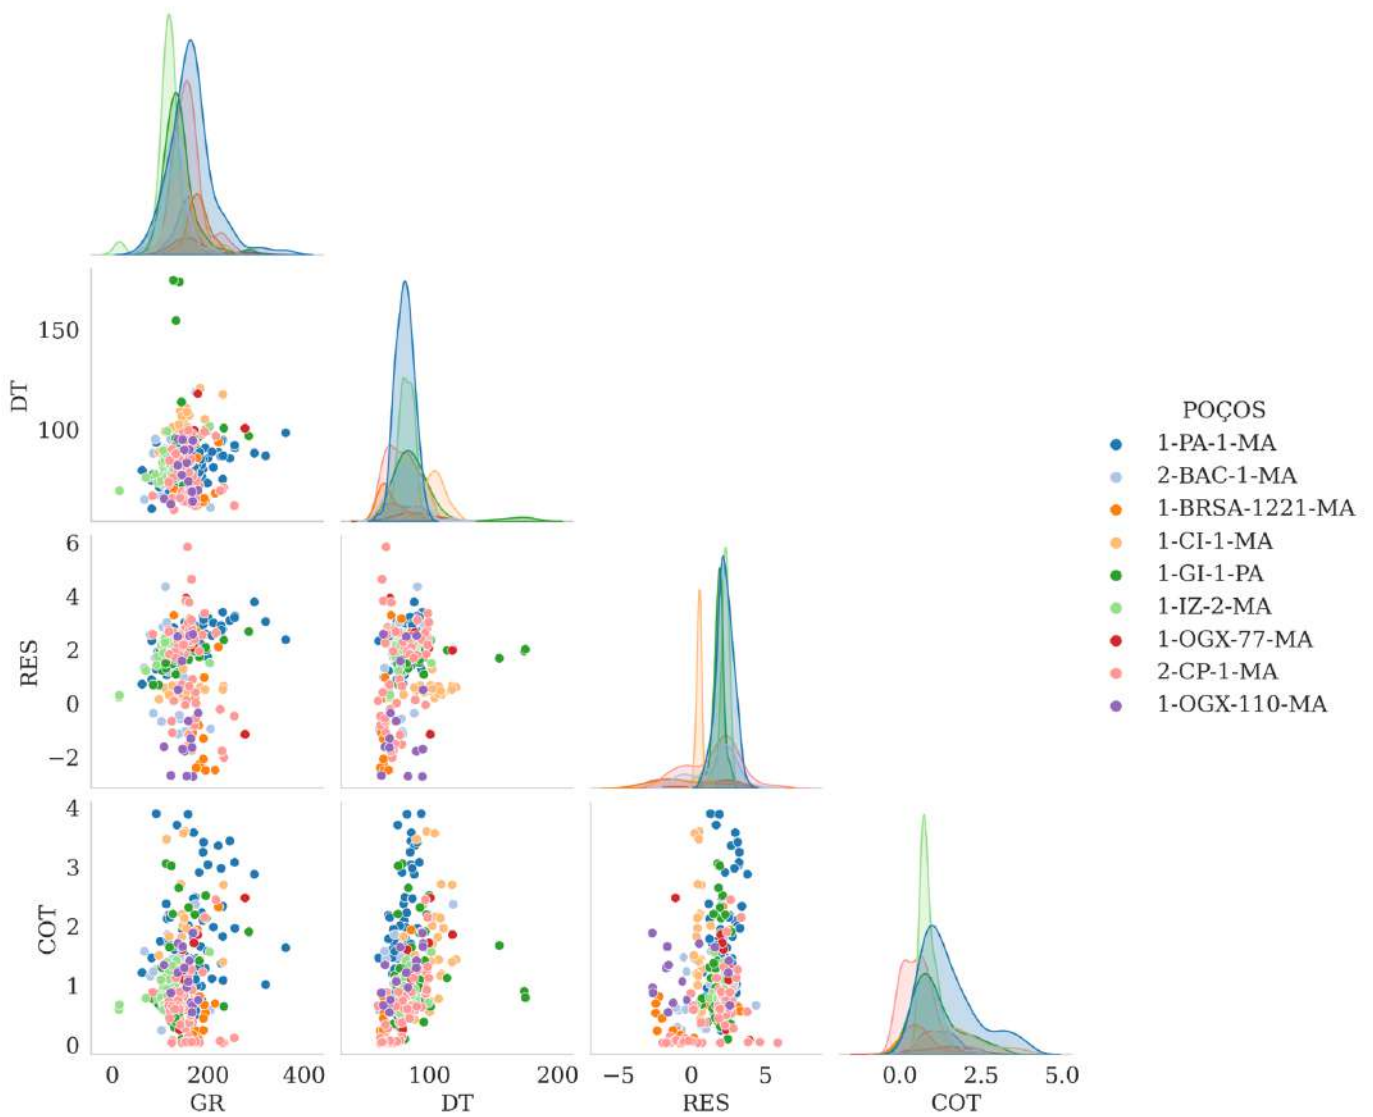 DT
150
100
RES
6
4
2
0
−2
COT
4
3
2
1
0
0 200 400
GR
100 200
DT
−5 0 5
RES
0.0 2.5 5.0
COT
POÇOS
1-PA-1-MA
2-BAC-1-MA
1-BRSA-1221-MA
1-CI-1-MA
1-GI-1-PA
1-IZ-2-MA
1-OGX-77-MA
2-CP-1-MA
1-OGX-110-MA